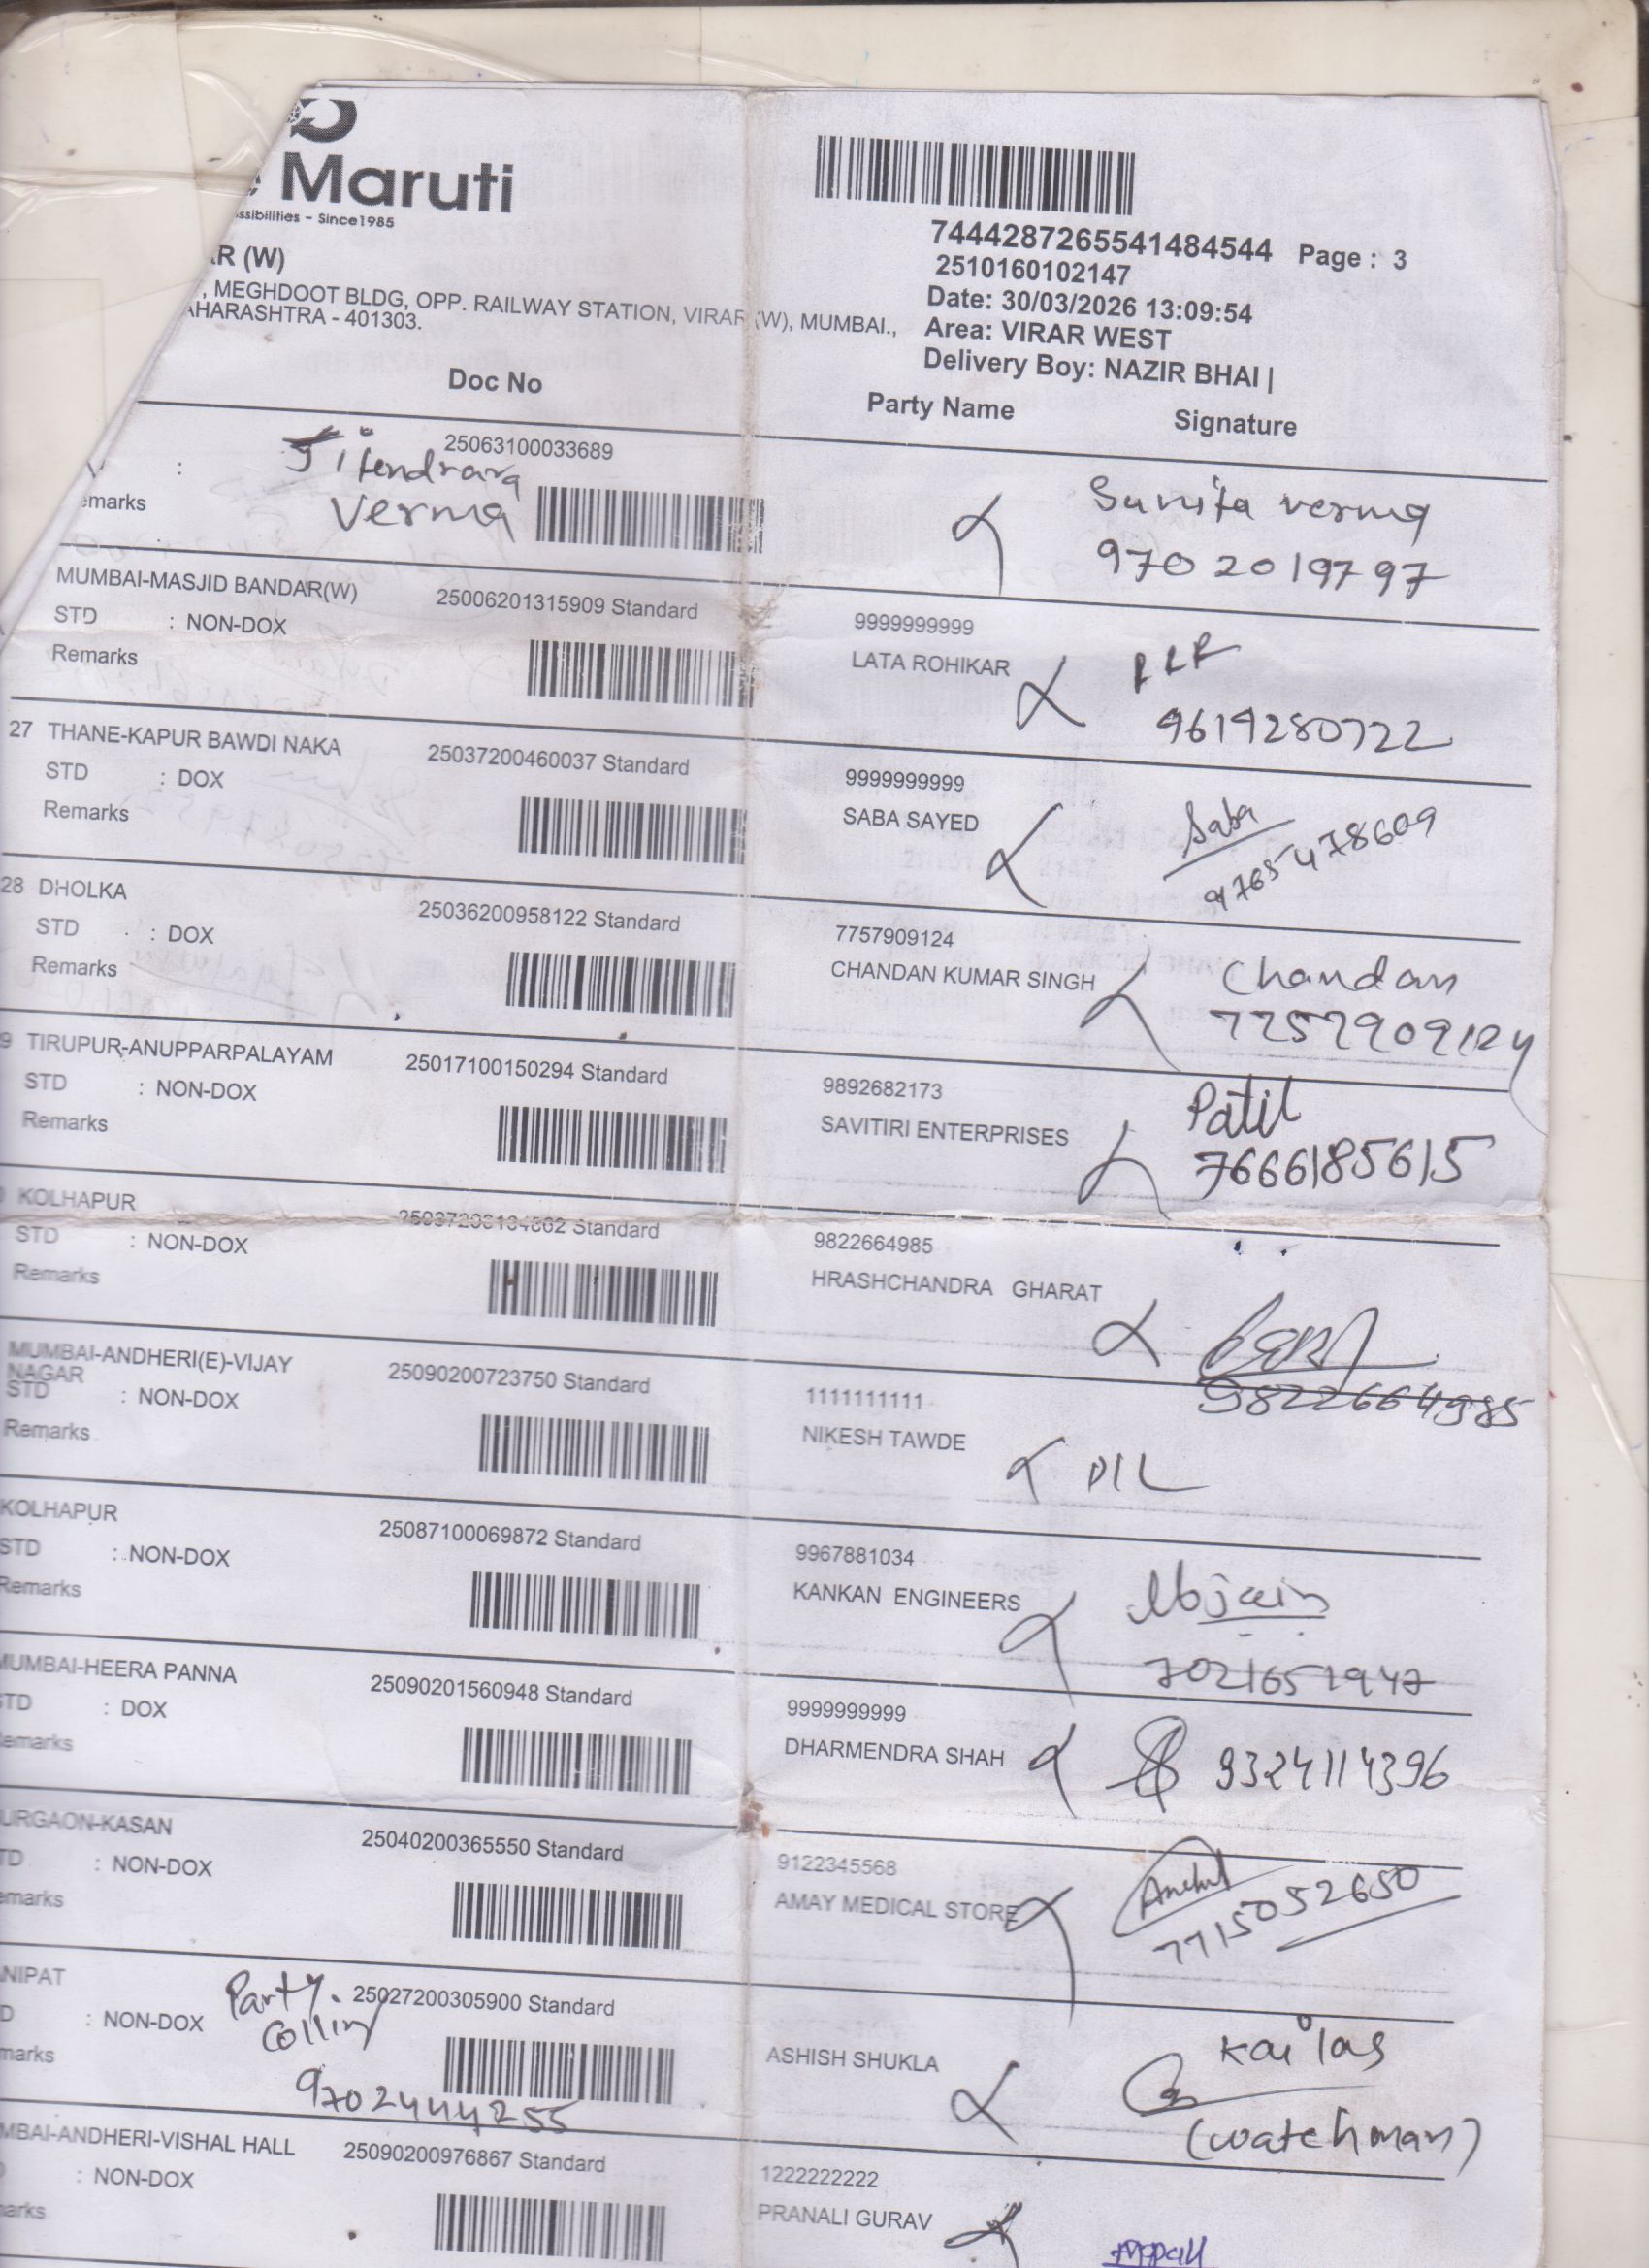 Maruti
ssibilities - Since1985
R (W)
, MEGHDOOT BLDG, OPP. RAILWAY STATION, VIRAR (W), MUMBAI.,
AHARASHTRA - 401303.
7444287265541484544 Page : 3
2510160102147
Date: 30/03/2026 13:09:54
Area: VIRAR WEST
Delivery Boy: NAZIR BHAI |
Doc No Party Name Signature
25063100033689
:
Verma
emarks
Sunita verma
9702019797
MUMBAI-MASJID BANDAR(W) 25006201315909 Standard 9999999999
STD : NON-DOX
Remarks LATA ROHIKAR
9619280722
27 THANE-KAPUR BAWDI NAKA 25037200460037 Standard 9999999999
STD : DOX
Remarks SABA SAYED
Saba
28 DHOLKA 25036200958122 Standard 7757909124
STD : DOX
Remarks CHANDAN KUMAR SINGH
Chandan
7757909124
9 TIRUPUR-ANUPPARPALAYAM 25017100150294 Standard 9892682173
STD : NON-DOX
Remarks SAVITIRI ENTERPRISES
Patil
7666185615
KOLHAPUR Standard 9822664985
STD : NON-DOX
Remarks HRASHCHANDRA GHARAT
9822664985
MUMBAI-ANDHERI(E)-VIJAY 25090200723750 Standard 1111111111
NAGAR
STD : NON-DOX
Remarks NIKESH TAWDE
KOLHAPUR 25087100069872 Standard 9967881034
STD : NON-DOX
Remarks KANKAN ENGINEERS
MUMBAI-HEERA PANNA 25090201560948 Standard 9999999999
STD : DOX
emarks DHARMENDRA SHAH
9324114396
URGAON-KASAN 25040200365550 Standard 9122345568
TD : NON-DOX
emarks AMAY MEDICAL STORE
7715052650
NIPAT 25027200305900 Standard
D : NON-DOX
Party.
marks ASHISH SHUKLA
9702444255
Kailas
(watchman)
MBAI-ANDHERI-VISHAL HALL 25090200976867 Standard 1222222222
: NON-DOX
arks PRANALI GURAV